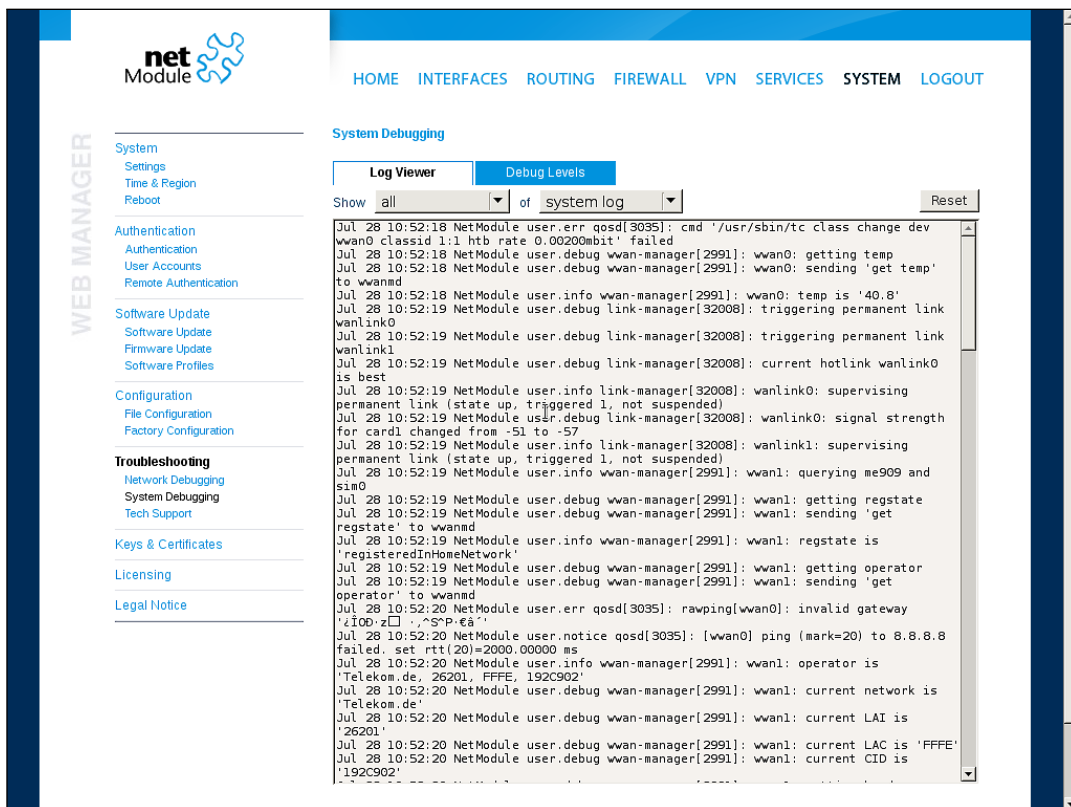 net
Module
HOME INTERFACES ROUTING FIREWALL VPN SERVICES SYSTEM LOGOUT
WEB MANAGER
System
Settings
Time & Region
Reboot
Authentication
Authentication
User Accounts
Remote Authentication
Software Update
Software Update
Firmware Update
Software Profiles
Configuration
File Configuration
Factory Configuration
Troubleshooting
Network Debugging
System Debugging
Tech Support
Keys & Certificates
Licensing
Legal Notice
System Debugging
Log Viewer Debug Levels
Show all of system log Reset
Jul 28 10:52:18 NetModule user.err qosd[3035]: cmd '/usr/sbin/tc class change dev
wwan0 classid 1:1 htb rate 0.00200mbit' failed
Jul 28 10:52:18 NetModule user.debug wwan-manager[2991]: wwan0: getting temp
Jul 28 10:52:18 NetModule user.debug wwan-manager[2991]: wwan0: sending 'get temp'
to wwanmd
Jul 28 10:52:18 NetModule user.info wwan-manager[2991]: wwan0: temp is '40.8'
Jul 28 10:52:19 NetModule user.debug link-manager[32008]: triggering permanent link
wanlink0
Jul 28 10:52:19 NetModule user.debug link-manager[32008]: triggering permanent link
wanlink1
Jul 28 10:52:19 NetModule user.debug link-manager[32008]: current hotlink wanlink0
is best
Jul 28 10:52:19 NetModule user.info link-manager[32008]: wanlink0: supervising
permanent link (state up, triggered 1, not suspended)
Jul 28 10:52:19 NetModule user.debug link-manager[32008]: wanlink0: signal strength
for card1 changed from -51 to -57
Jul 28 10:52:19 NetModule user.info link-manager[32008]: wanlink1: supervising
permanent link (state up, triggered 1, not suspended)
Jul 28 10:52:19 NetModule user.info wwan-manager[2991]: wwan1: querying me909 and
sim0
Jul 28 10:52:19 NetModule user.debug wwan-manager[2991]: wwan1: getting regstate
Jul 28 10:52:19 NetModule user.debug wwan-manager[2991]: wwan1: sending 'get
regstate' to wwanmd
Jul 28 10:52:19 NetModule user.info wwan-manager[2991]: wwan1: regstate is
'registeredInHomeNetwork'
Jul 28 10:52:19 NetModule user.debug wwan-manager[2991]: wwan1: getting operator
Jul 28 10:52:19 NetModule user.debug wwan-manager[2991]: wwan1: sending 'get
operator' to wwanmd
Jul 28 10:52:20 NetModule user.err qosd[3035]: rawping[wwan0]: invalid gateway
Jul 28 10:52:20 NetModule user.notice qosd[3035]: [wwan0] ping (mark=20) to 8.8.8.8
failed. set rtt(20)=2000.00000 ms
Jul 28 10:52:20 NetModule user.info wwan-manager[2991]: wwan1: operator is
'Telekom.de, 26201, FFFE, 192C902'
Jul 28 10:52:20 NetModule user.debug wwan-manager[2991]: wwan1: current network is
'Telekom.de'
Jul 28 10:52:20 NetModule user.debug wwan-manager[2991]: wwan1: current LAI is
'26201'
Jul 28 10:52:20 NetModule user.debug wwan-manager[2991]: wwan1: current LAC is 'FFFE'
Jul 28 10:52:20 NetModule user.debug wwan-manager[2991]: wwan1: current CID is
'192C902'